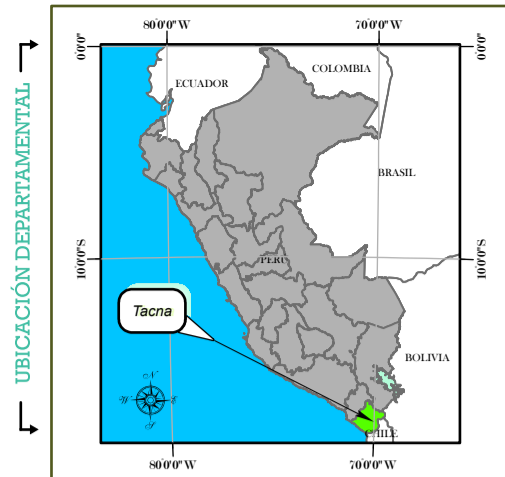 80°0'0"W 70°0'0"W
UBICACIÓN DEPARTAMENTAL
0°0'0" 0°0'0"
COLOMBIA
ECUADOR
BRASIL
10°0'0"S 10°0'0"S
PERU
Tacna
BOLIVIA
N
W E
S
CHILE
80°0'0"W 70°0'0"W